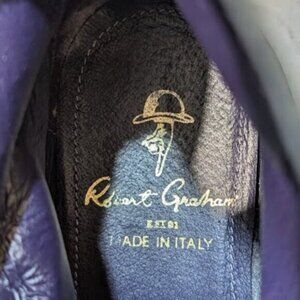 Robert Graham
EST 01
MADE IN ITALY